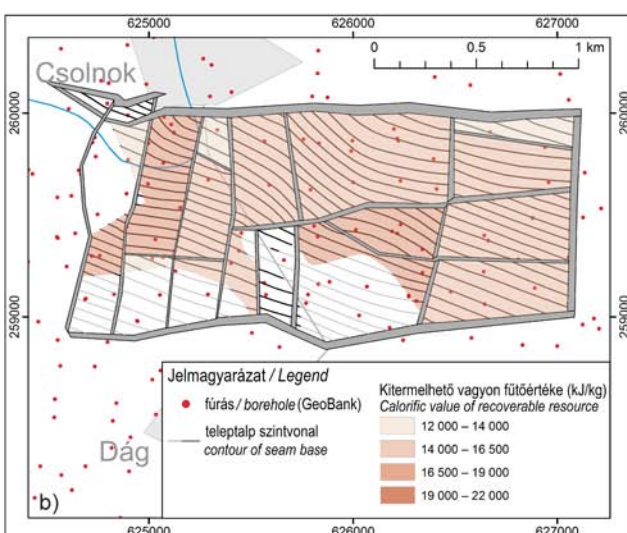 625000 626000 627000
Csolnok
0 0.5 1 km
260000 260000
259000 259000
Dág
b)
Jelmagyarázat / Legend
fúrás / borehole (GeoBank)
teleptalp szintvonal
contour of seam base
Kitermelhető vagyon fűtőértéke (kJ/kg)
Calorific value of recoverable resource
12 000 – 14 000
14 000 – 16 500
16 500 – 19 000
19 000 – 22 000
625000 626000 627000